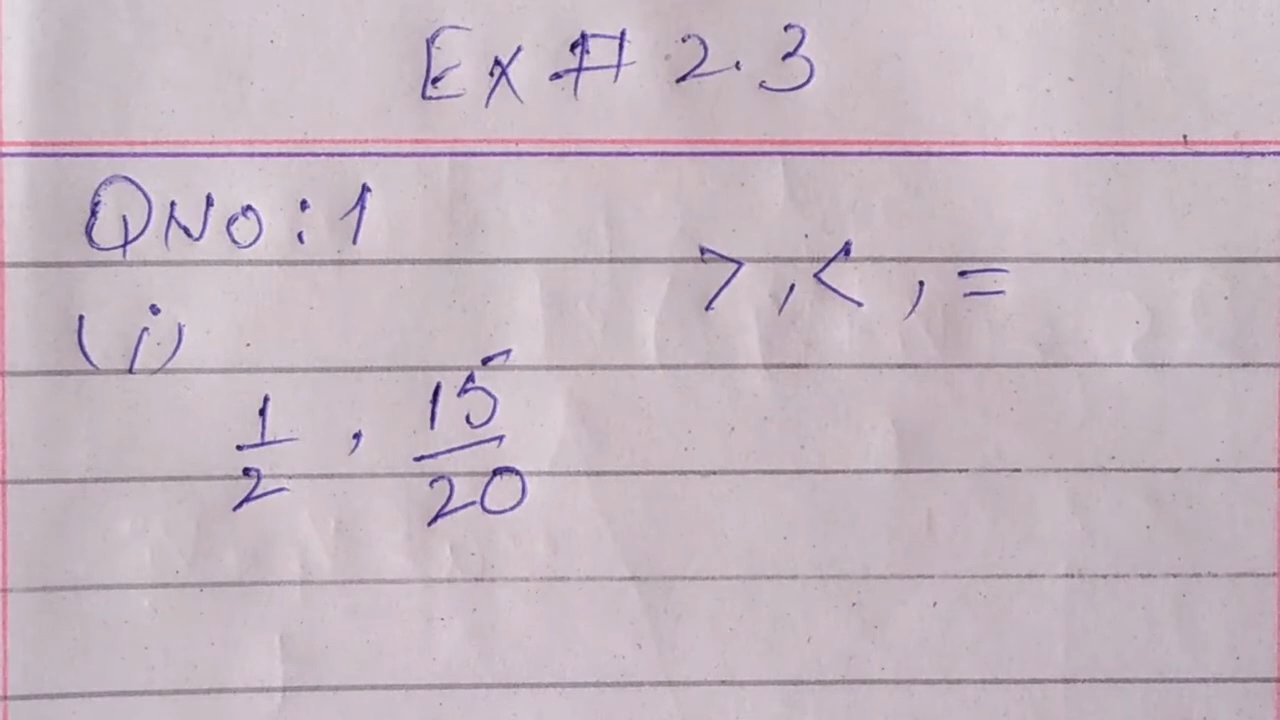 Ex # 2.3
QNO:1
>, <, =
(i)
1/2 , 15/20